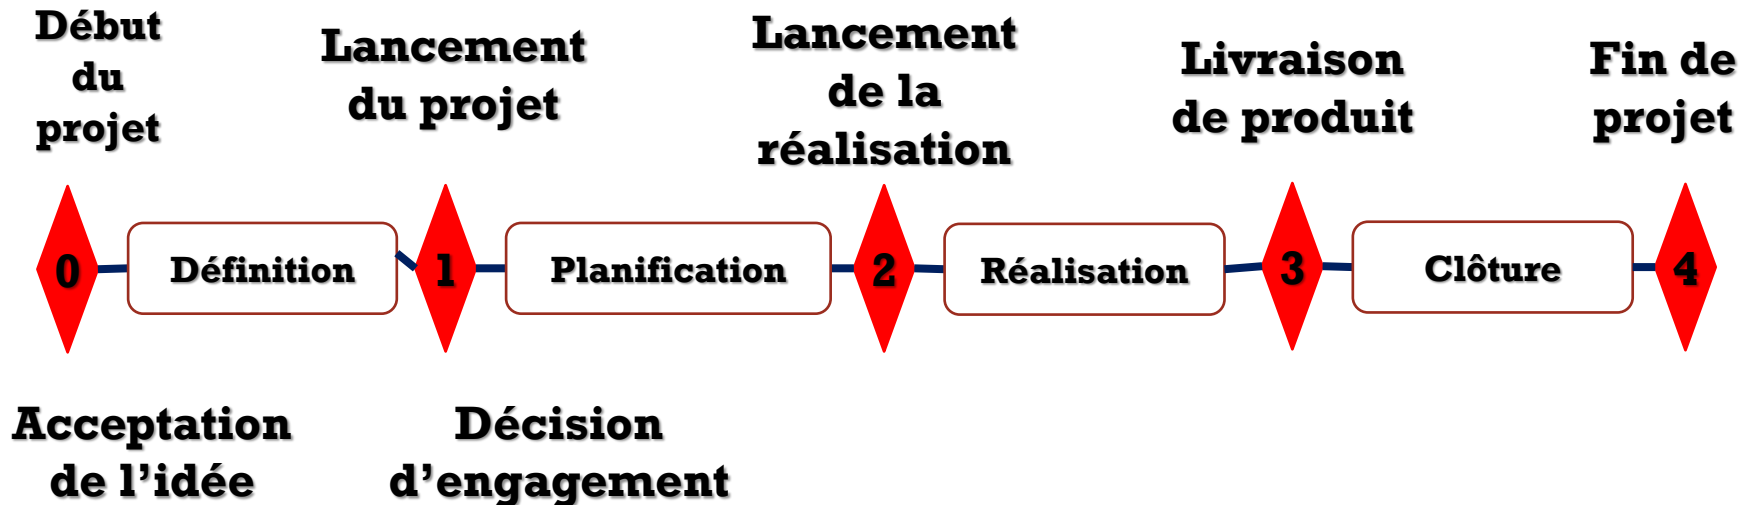 Début
du
projet
Lancement
du projet
Lancement
de la
réalisation
Livraison
de produit
Fin de
projet
0
Définition
1
Planification
2
Réalisation
3
Clôture
4
Acceptation
de l’idée
Décision
d’engagement